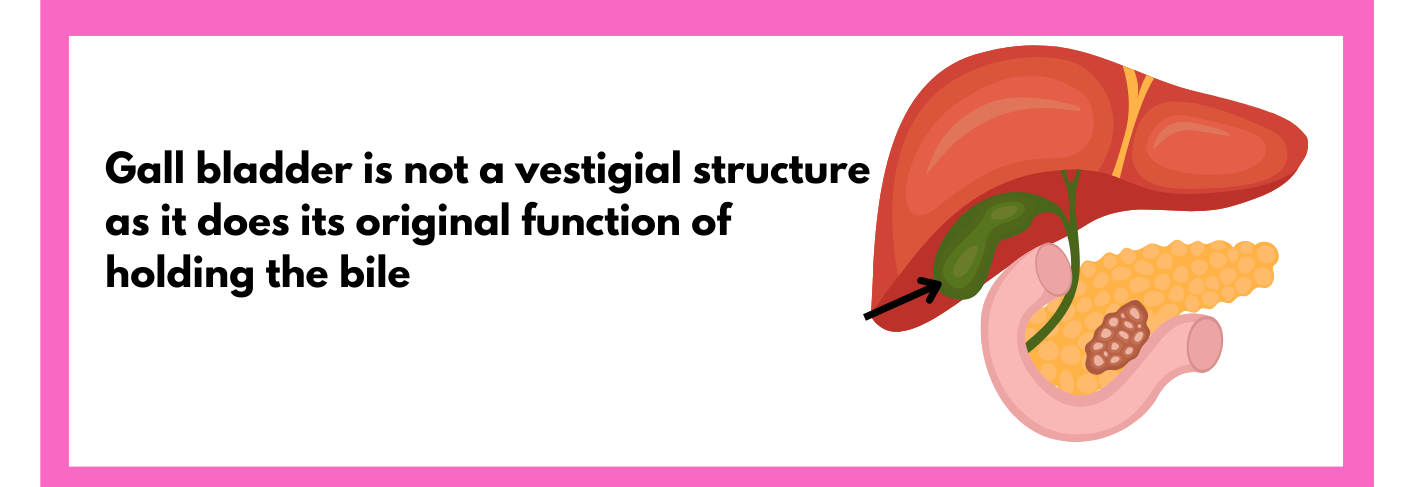 Gall bladder is not a vestigial structure
as it does its original function of
holding the bile